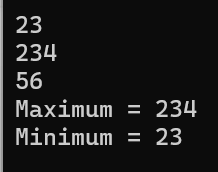 23
234
56
Maximum = 234
Minimum = 23